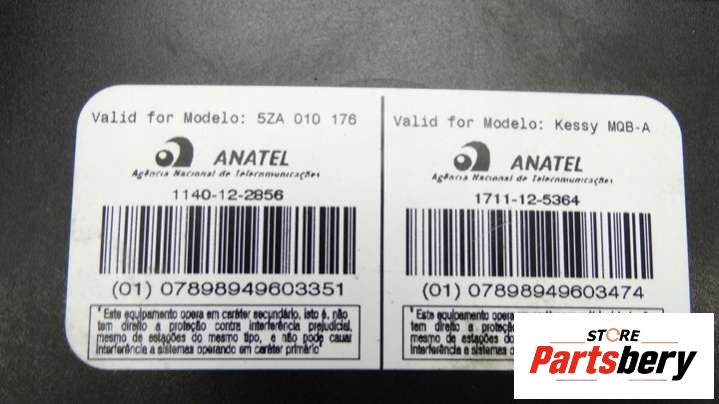 Valid for Modelo: 5ZA 010 176
ANATEL
Agência Nacional de Telecomunicações
1140-12-2856
(01) 07898949603351
"Este equipamento opera em caráter secundário, isto é, não
tem direito a proteção contra interferência prejudicial,
mesmo de estações do mesmo tipo, e não pode causar
interferência a sistemas operando em caráter primário"
Valid for Modelo: Kessy MQB-A
ANATEL
Agência Nacional de Telecomunicações
1711-12-5364
(01) 07898949603474
"Este equipamento opera em
tem direito a
mesmo de estações do
interferência a sistemas
STORE
Partsbery